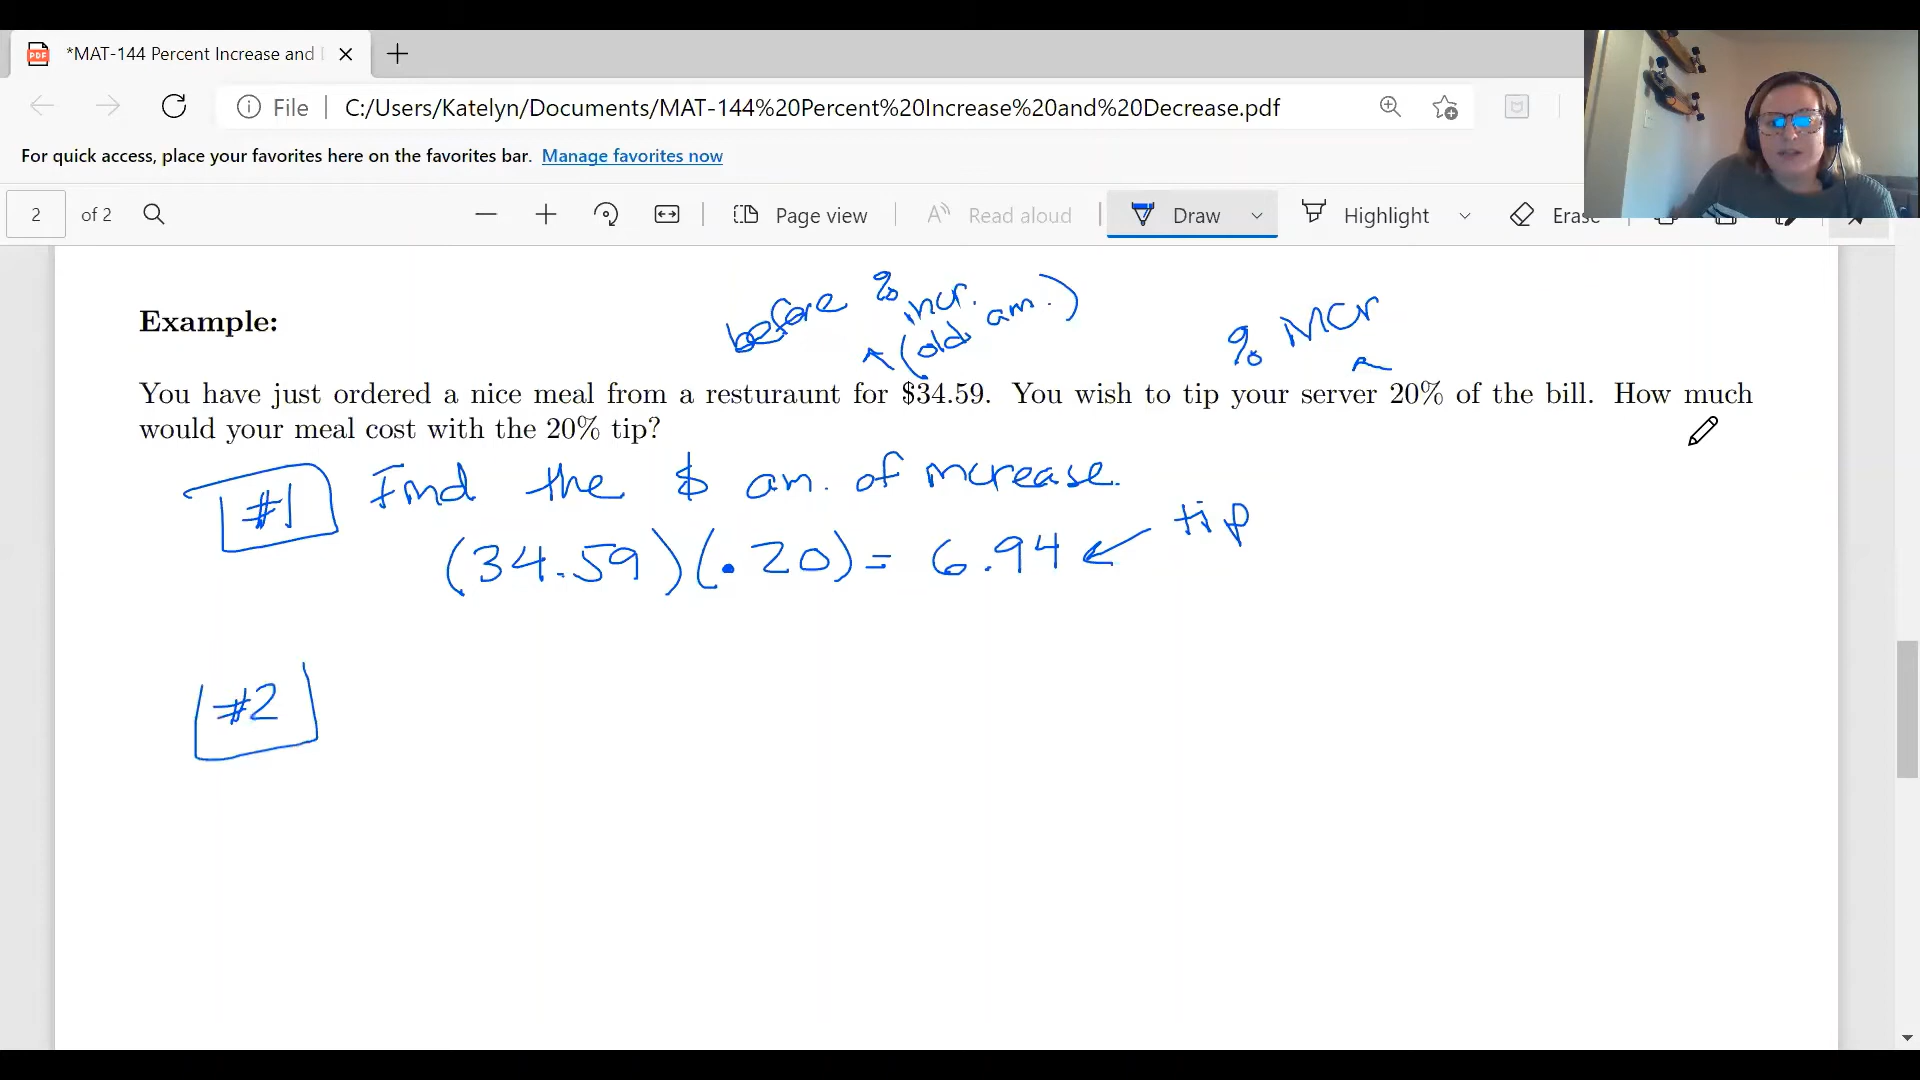 *MAT-144 Percent Increase and
File | C:/Users/Katelyn/Documents/MAT-144%20Percent%20Increase%20and%20Decrease.pdf
For quick access, place your favorites here on the favorites bar. Manage favorites now
2 of 2 Page view Read aloud Draw Highlight Erase
before % incr.
(old am.)
% incr
Example:
You have just ordered a nice meal from a resturaunt for $34.59. You wish to tip your server 20% of the bill. How much
would your meal cost with the 20% tip?
#1 Find the $ am. of increase.
(34.59)(.20) = 6.94 tip
#2